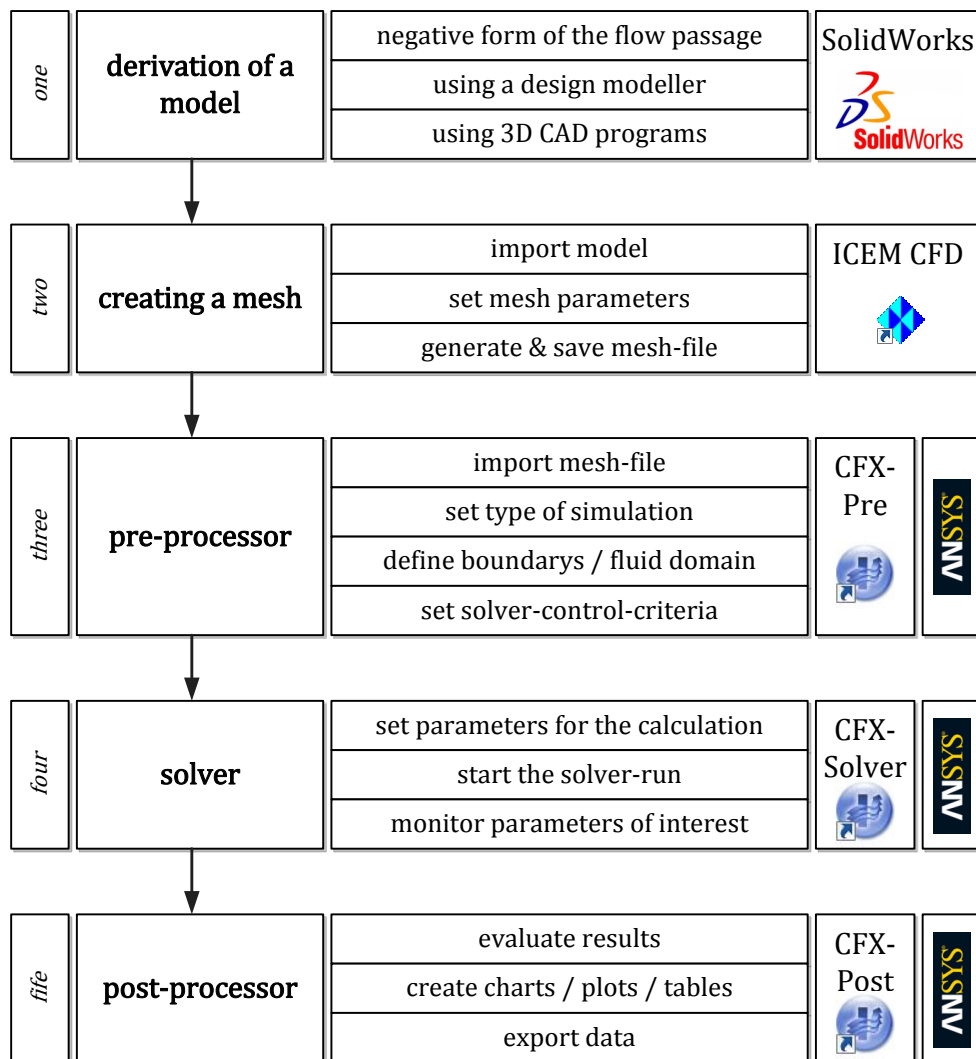 one
derivation of a
model
negative form of the flow passage
using a design modeller
using 3D CAD programs
SolidWorks
SolidWorks
two
creating a mesh
import model
set mesh parameters
generate & save mesh-file
ICEM CFD
three
pre-processor
import mesh-file
set type of simulation
define boundarys / fluid domain
set solver-control-criteria
CFX-
Pre
ANSYS
four
solver
set parameters for the calculation
start the solver-run
monitor parameters of interest
CFX-
Solver
ANSYS
fife
post-processor
evaluate results
create charts / plots / tables
export data
CFX-
Post
ANSYS